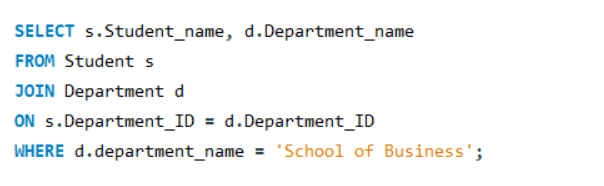 SELECT s.Student_name, d.Department_name
FROM Student s
JOIN Department d
ON s.Department_ID = d.Department_ID
WHERE d.department_name = 'School of Business';